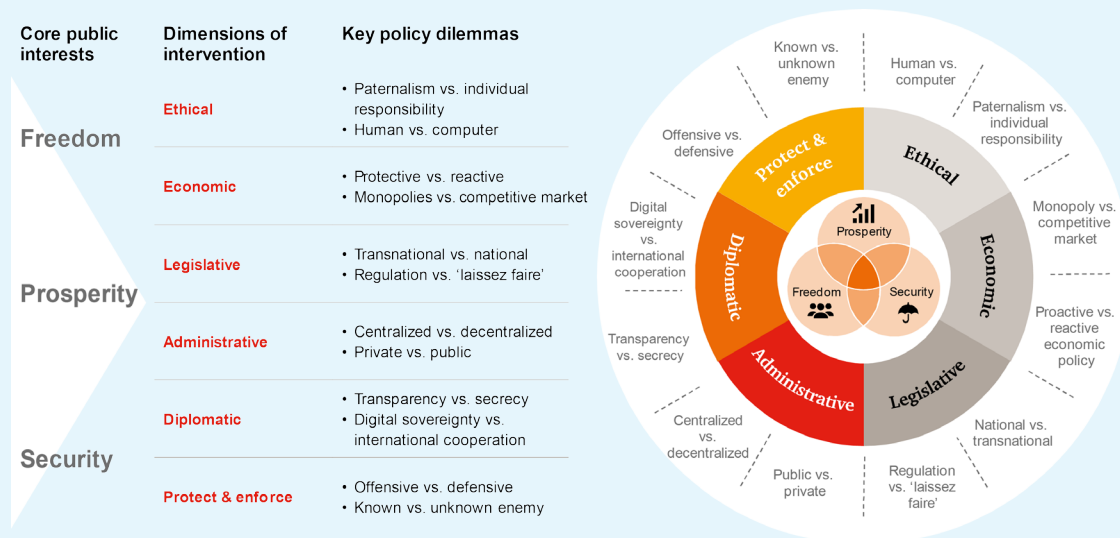 Core public
interests
Dimensions of
intervention
Key policy dilemmas
Freedom
Prosperity
Security
Ethical
• Paternalism vs. individual
responsibility
• Human vs. computer
Economic
• Protective vs. reactive
• Monopolies vs. competitive market
Legislative
• Transnational vs. national
• Regulation vs. ‘laissez faire’
Administrative
• Centralized vs. decentralized
• Private vs. public
Diplomatic
• Transparency vs. secrecy
• Digital sovereignty vs.
international cooperation
Protect & enforce
• Offensive vs. defensive
• Known vs. unknown enemy
Known vs.
unknown
enemy
Human vs.
computer
Paternalism vs.
individual
responsibility
Monopoly vs.
competitive
market
Proactive vs.
reactive
economic
policy
National vs.
transnational
Regulation
vs. ‘laissez
faire’
Public vs.
private
Centralized
vs.
decentralized
Transparency
vs. secrecy
Digital
sovereignty
vs.
international
cooperation
Offensive vs.
defensive
Protect &
enforce
Ethical
Economic
Legislative
Administrative
Diplomatic
Prosperity
Freedom
Security